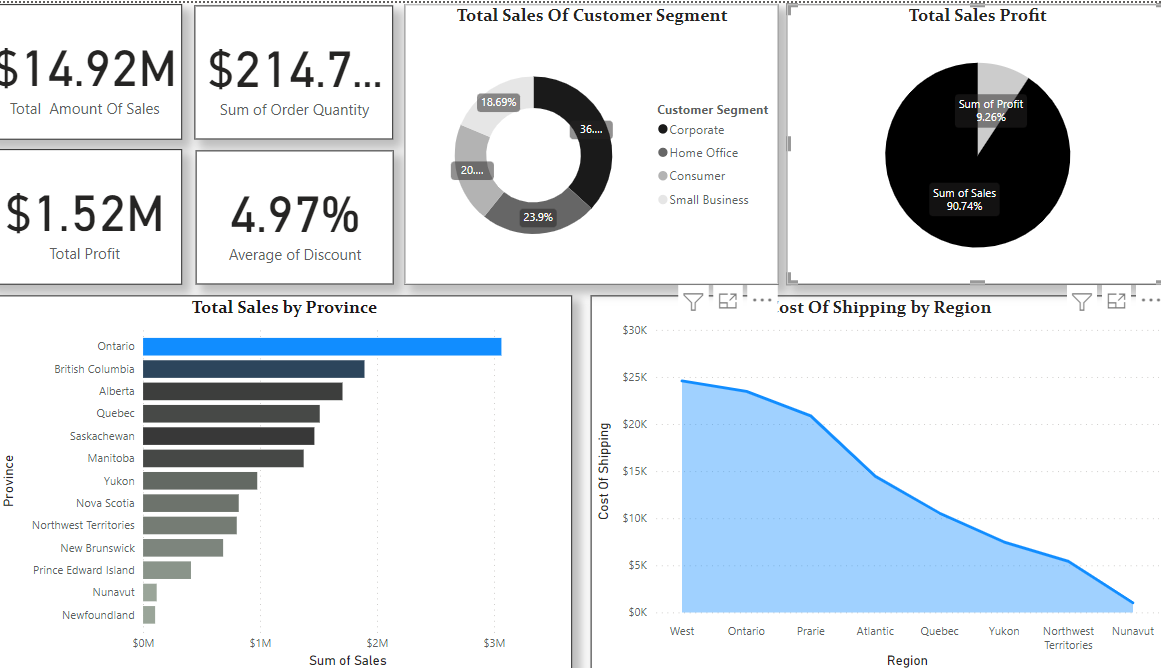 $14.92M
Total Amount Of Sales
$214.7...
Sum of Order Quantity
$1.52M
Total Profit
4.97%
Average of Discount
Total Sales Of Customer Segment
18.69%
36....
20....
23.9%
Customer Segment
Corporate
Home Office
Consumer
Small Business
Total Sales Profit
Sum of Profit
9.26%
Sum of Sales
90.74%
Total Sales by Province
Province
Ontario
British Columbia
Alberta
Quebec
Saskachewan
Manitoba
Yukon
Nova Scotia
Northwest Territories
New Brunswick
Prince Edward Island
Nunavut
Newfoundland
$0M
$1M
$2M
$3M
Sum of Sales
ost Of Shipping by Region
Cost Of Shipping
$30K
$25K
$20K
$15K
$10K
$5K
$0K
West
Ontario
Prarie
Atlantic
Quebec
Yukon
Northwest
Territories
Nunavut
Region